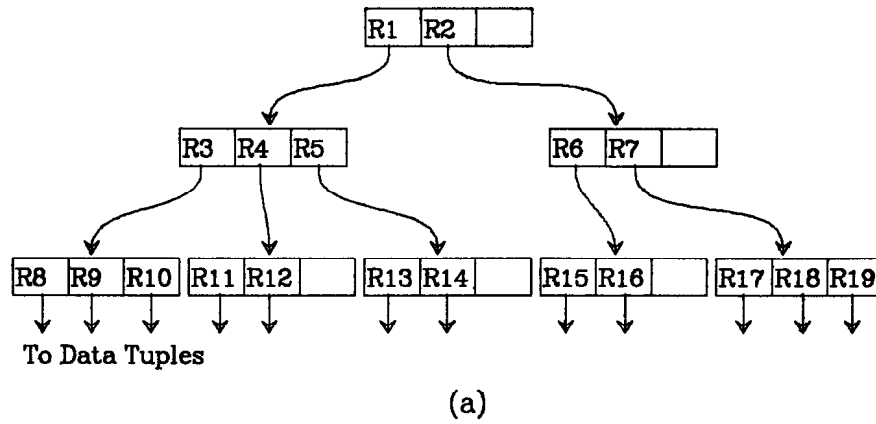 R1 R2
R3 R4 R5 R6 R7
R8 R9 R10 R11 R12 R13 R14 R15 R16 R17 R18 R19
To Data Tuples
(a)